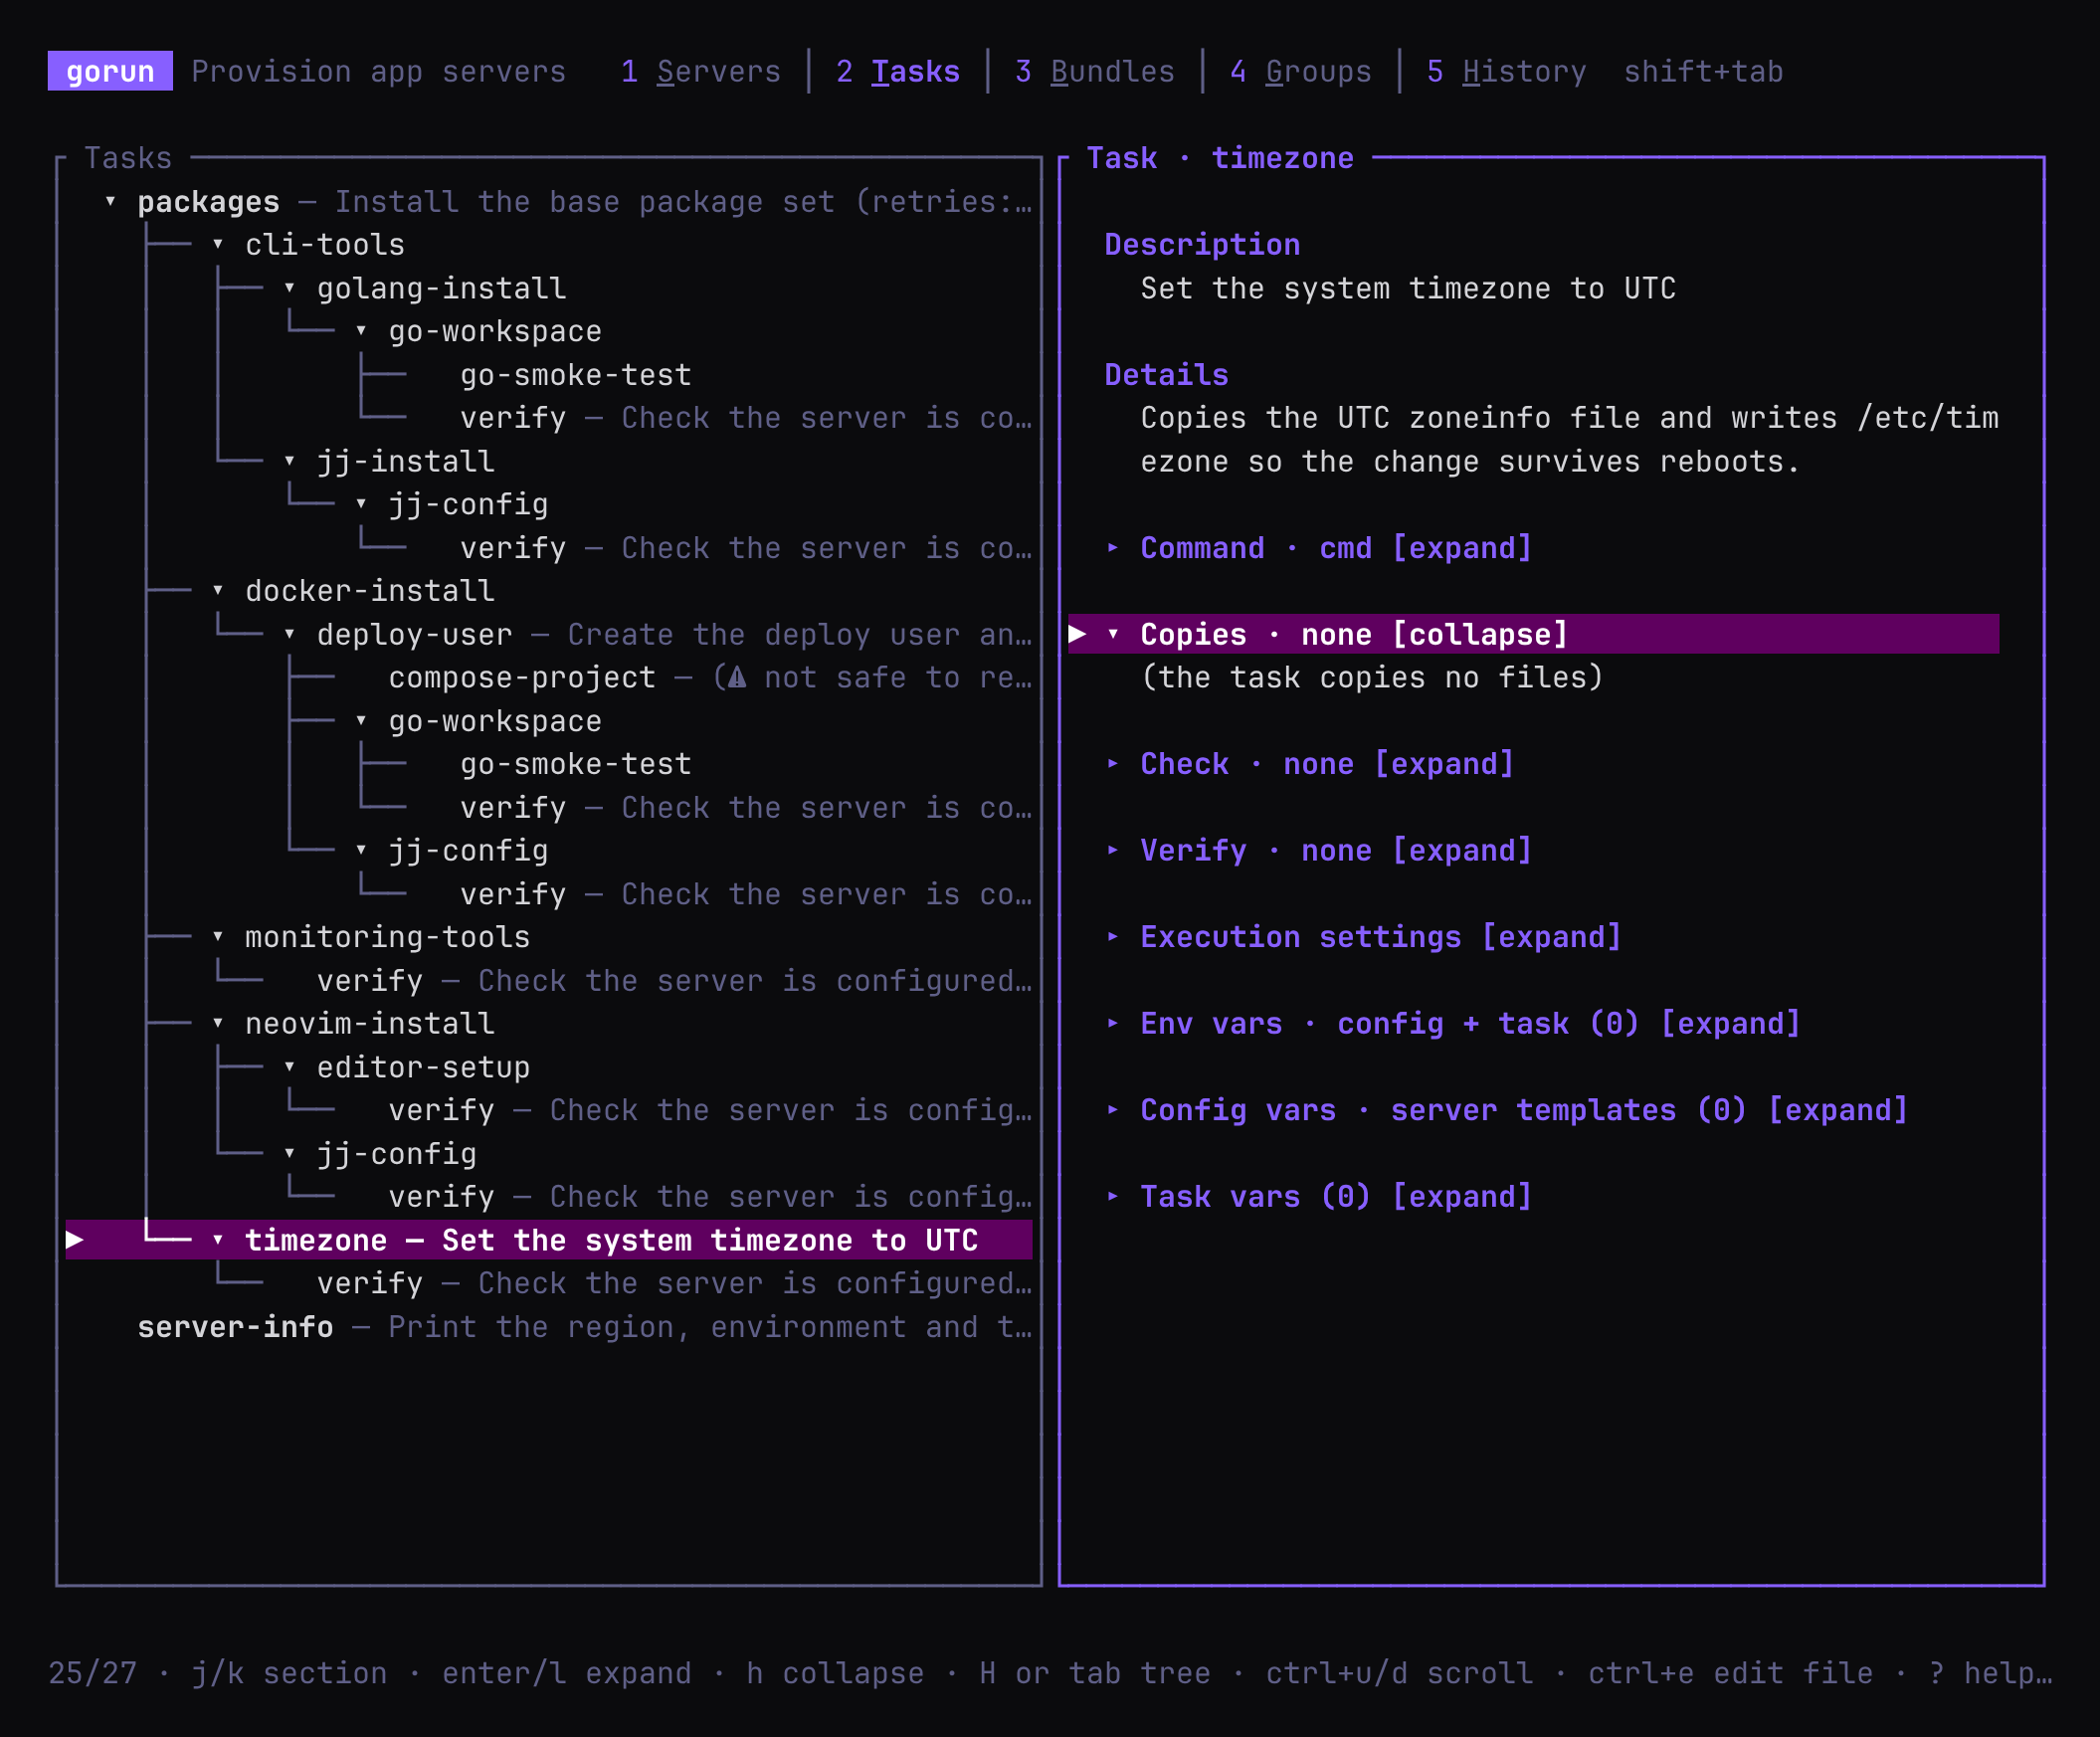 gorun Provision app servers 1 Servers │ 2 Tasks │ 3 Bundles │ 4 Groups │ 5 History shift+tab
Tasks
▾ packages — Install the base package set (retries:…
├── ▾ cli-tools
├── ▾ golang-install
└── ▾ go-workspace
├── go-smoke-test
└── verify — Check the server is co…
└── ▾ jj-install
└── ▾ jj-config
└── verify — Check the server is co…
├── ▾ docker-install
└── ▾ deploy-user — Create the deploy user an…
├── compose-project — (⚠ not safe to re…
├── ▾ go-workspace
├── go-smoke-test
└── verify — Check the server is co…
└── ▾ jj-config
└── verify — Check the server is co…
├── ▾ monitoring-tools
└── verify — Check the server is configured…
├── ▾ neovim-install
├── ▾ editor-setup
└── verify — Check the server is config…
└── ▾ jj-config
└── verify — Check the server is config…
▶ └── ▾ timezone — Set the system timezone to UTC
└── verify — Check the server is configured…
server-info — Print the region, environment and t…
Task · timezone
Description
Set the system timezone to UTC
Details
Copies the UTC zoneinfo file and writes /etc/tim
ezone so the change survives reboots.
▸ Command · cmd [expand]
▶ ▾ Copies · none [collapse]
(the task copies no files)
▸ Check · none [expand]
▸ Verify · none [expand]
▸ Execution settings [expand]
▸ Env vars · config + task (0) [expand]
▸ Config vars · server templates (0) [expand]
▸ Task vars (0) [expand]
25/27 · j/k section · enter/l expand · h collapse · H or tab tree · ctrl+u/d scroll · ctrl+e edit file · ? help…